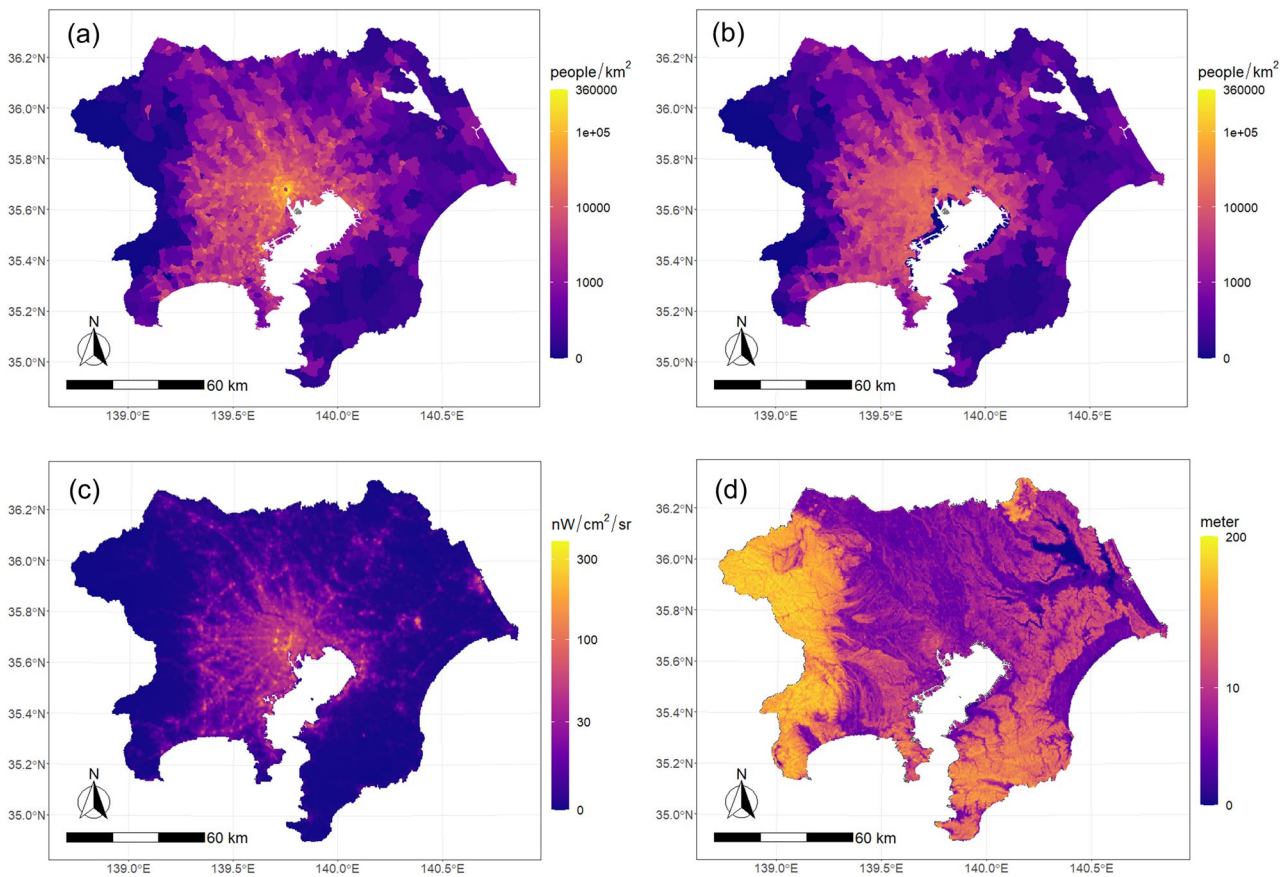 (a)
36.2°N
36.0°N
35.8°N
35.6°N
35.4°N
35.2°N
35.0°N
139.0°E
139.5°E
140.0°E
140.5°E
N
60 km
people/km²
360000
1e+05
10000
1000
0
(b)
36.2°N
36.0°N
35.8°N
35.6°N
35.4°N
35.2°N
35.0°N
139.0°E
139.5°E
140.0°E
140.5°E
N
60 km
people/km²
360000
1e+05
10000
1000
0
(c)
36.2°N
36.0°N
35.8°N
35.6°N
35.4°N
35.2°N
35.0°N
139.0°E
139.5°E
140.0°E
140.5°E
N
60 km
nW/cm²/sr
300
100
30
0
(d)
36.2°N
36.0°N
35.8°N
35.6°N
35.4°N
35.2°N
35.0°N
139.0°E
139.5°E
140.0°E
140.5°E
N
60 km
meter
200
10
0